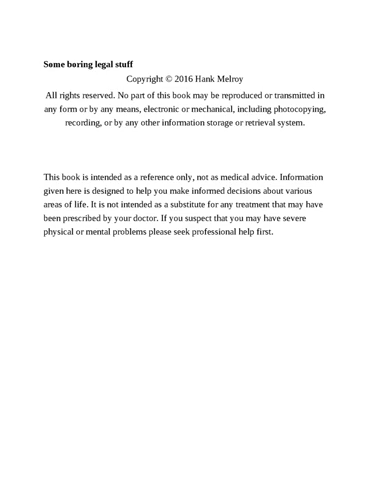 Some boring legal stuff
Copyright © 2016 Hank Melroy
All rights reserved. No part of this book may be reproduced or transmitted in
any form or by any means, electronic or mechanical, including photocopying,
recording, or by any other information storage or retrieval system.
This book is intended as a reference only, not as medical advice. Information
given here is designed to help you make informed decisions about various
areas of life. It is not intended as a substitute for any treatment that may have
been prescribed by your doctor. If you suspect that you may have severe
physical or mental problems please seek professional help first.